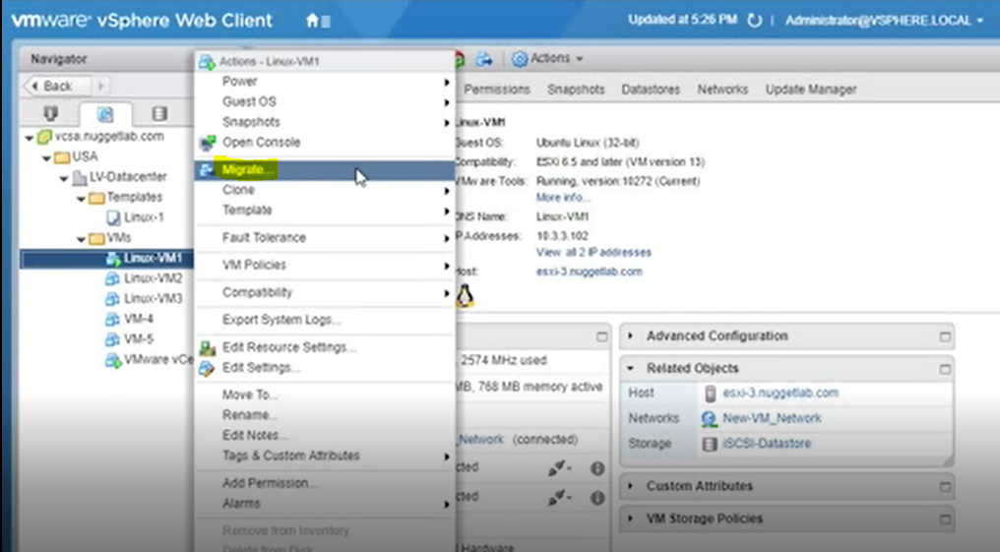 vmware® vSphere Web Client
Updated at 5:26 PM
Administrator@VSPHERE.LOCAL
Navigator
Back
vcsa.nuggetlab.com
USA
LV-Datacenter
Templates
Linux-1
VMs
Linux-VM1
Linux-VM2
Linux-VM3
VM-4
VM-5
VMware vCe
Actions - Linux-VM1
Power
Guest OS
Snapshots
Open Console
Migrate...
Clone
Template
Fault Tolerance
VM Policies
Compatibility
Export System Logs...
Edit Resource Settings...
Edit Settings...
Move To...
Rename...
Edit Notes...
Tags & Custom Attributes
Add Permission...
Alarms
Remove from Inventory
Delete from Disk
Actions
Permissions Snapshots Datastores Networks Update Manager
Linux-VM1
Guest OS: Ubuntu Linux (32-bit)
Compatibility: ESXi 6.5 and later (VM version 13)
VMware Tools: Running, version:10272 (Current)
More info...
DNS Name: Linux-VM1
IP Addresses: 10.3.3.102
View all 2 IP addresses
Host: esxi-3.nuggetlab.com
, 2574 MHz used
MB, 768 MB memory active
_Network (connected)
cted
cted
Hardware
Advanced Configuration
Related Objects
Host esxi-3.nuggetlab.com
Networks New-VM_Network
Storage iSCSI-Datastore
Custom Attributes
VM Storage Policies